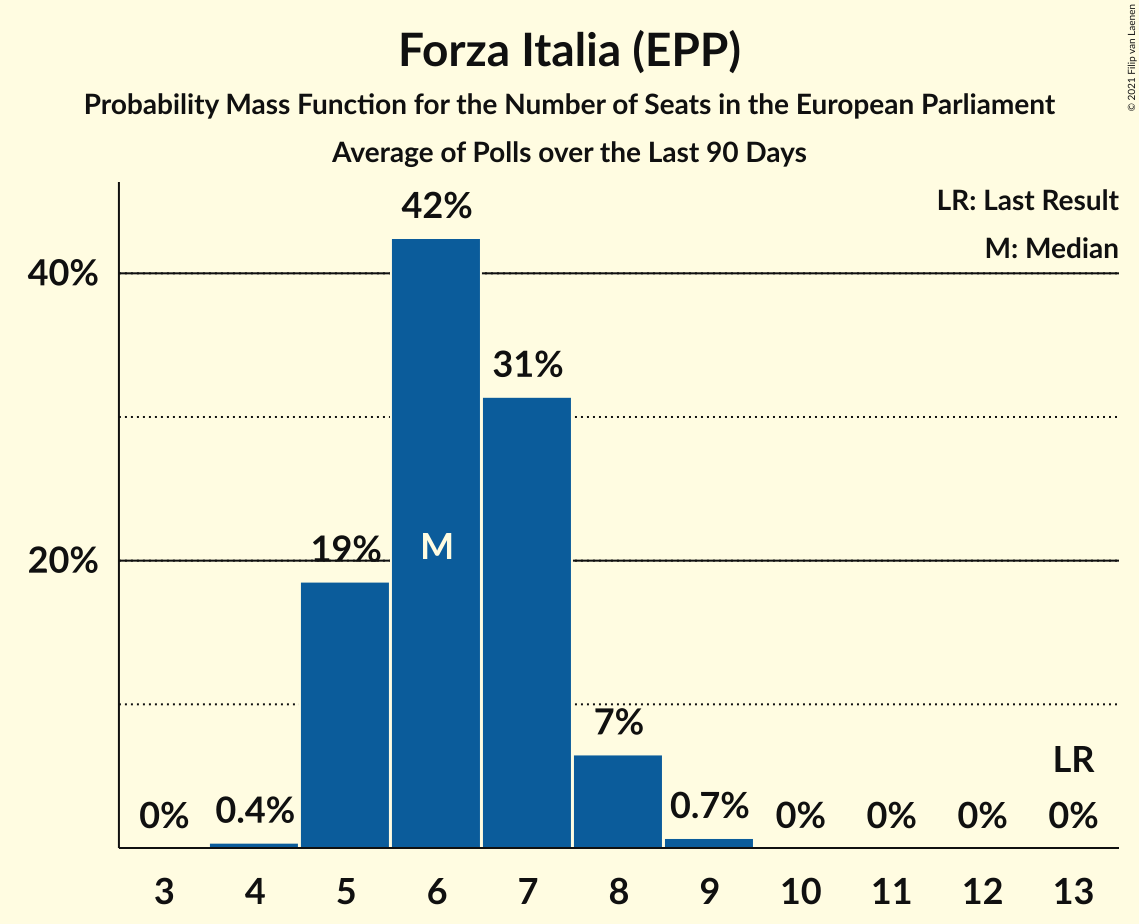 Forza Italia (EPP)
Probability Mass Function for the Number of Seats in the European Parliament
Average of Polls over the Last 90 Days
© 2021 Filip van Laenen
LR: Last Result
M: Median
42%
40%
31%
19%
M
20%
7%
LR
0%
0.4%
0.7%
0%
0%
0%
0%
3 4 5 6 7 8 9 10 11 12 13